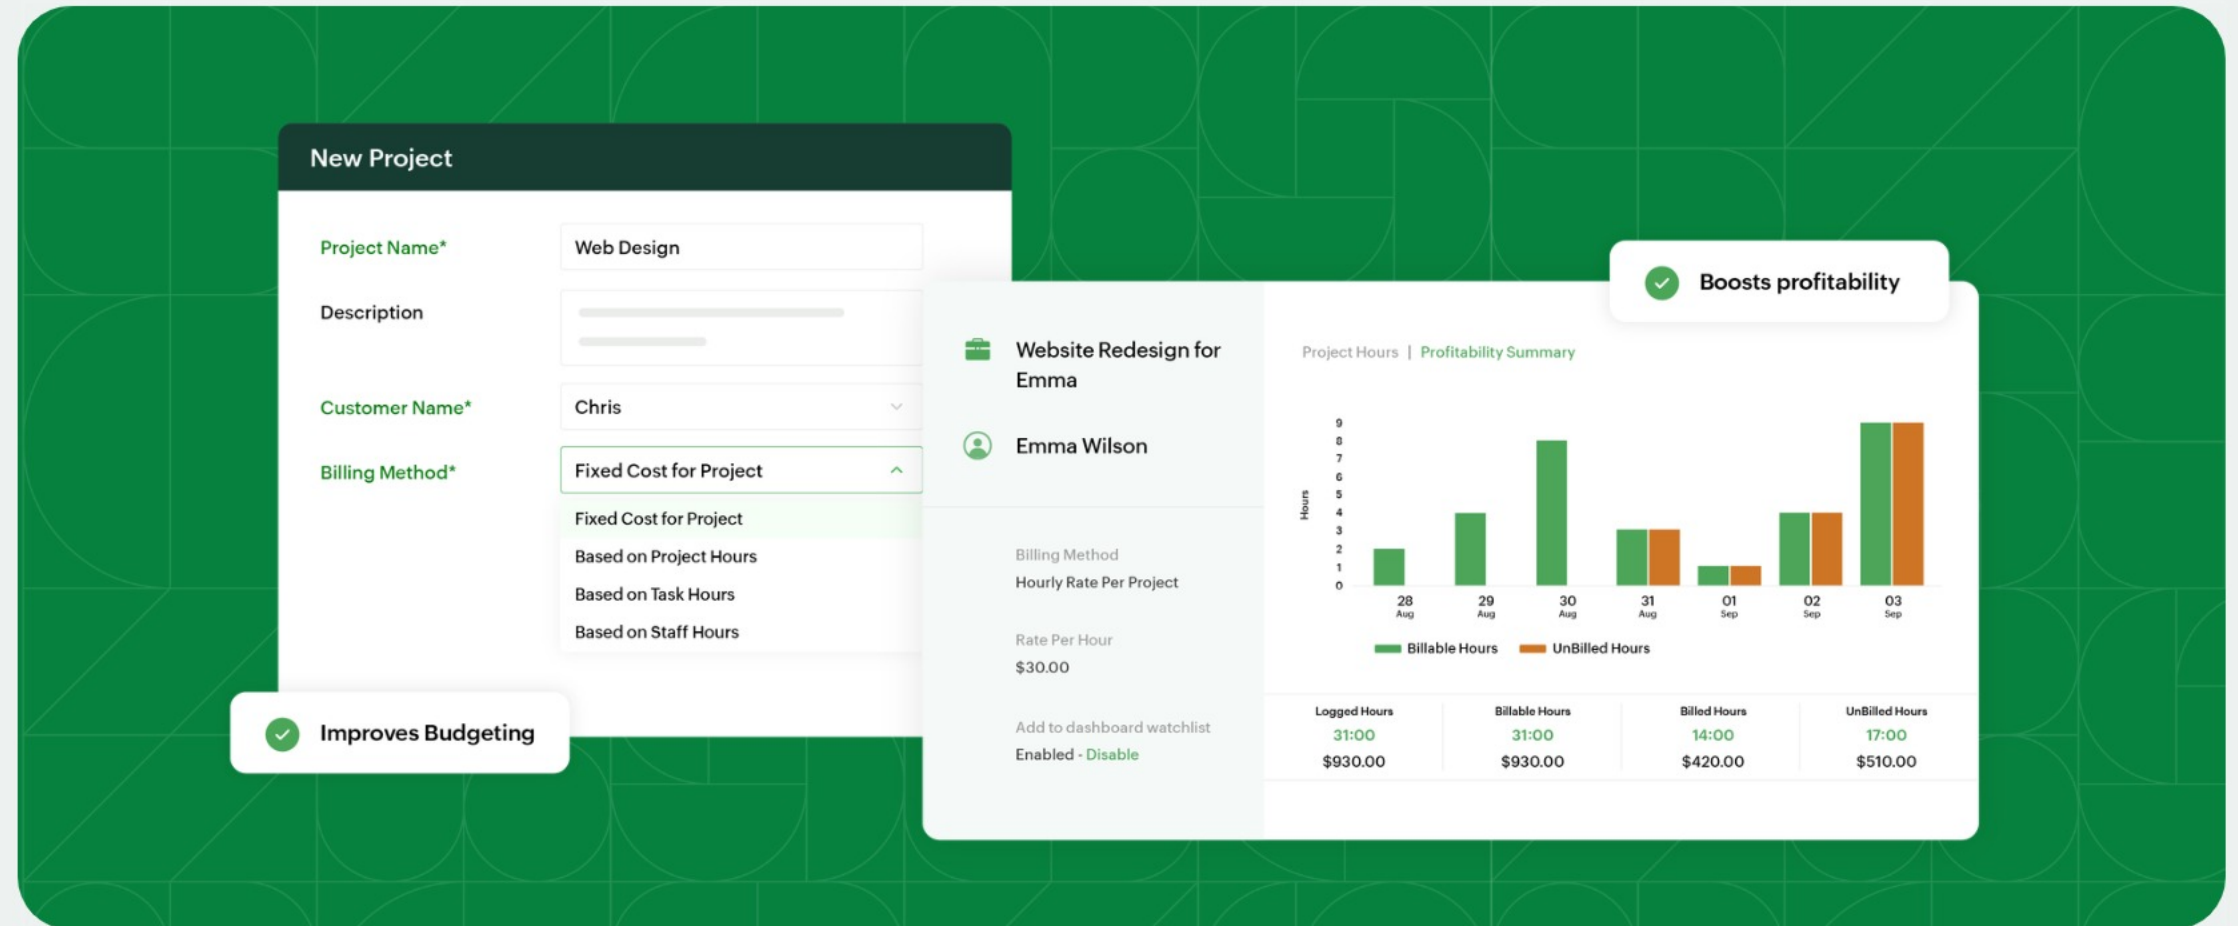 New Project
Project Name*
Web Design
Description
Customer Name*
Chris
Billing Method*
Fixed Cost for Project
Fixed Cost for Project
Based on Project Hours
Based on Task Hours
Based on Staff Hours
Improves Budgeting
Boosts profitability
Website Redesign for
Emma
Emma Wilson
Billing Method
Hourly Rate Per Project
Rate Per Hour
$30.00
Add to dashboard watchlist
Enabled - Disable
Project Hours | Profitability Summary
Hours
9
8
7
6
5
4
3
2
1
0
28 29 30 31 01 02 03
Aug Aug Aug Aug Sep Sep Sep
Billable Hours UnBilled Hours
Logged Hours Billable Hours Billed Hours UnBilled Hours
31:00 31:00 14:00 17:00
$930.00 $930.00 $420.00 $510.00